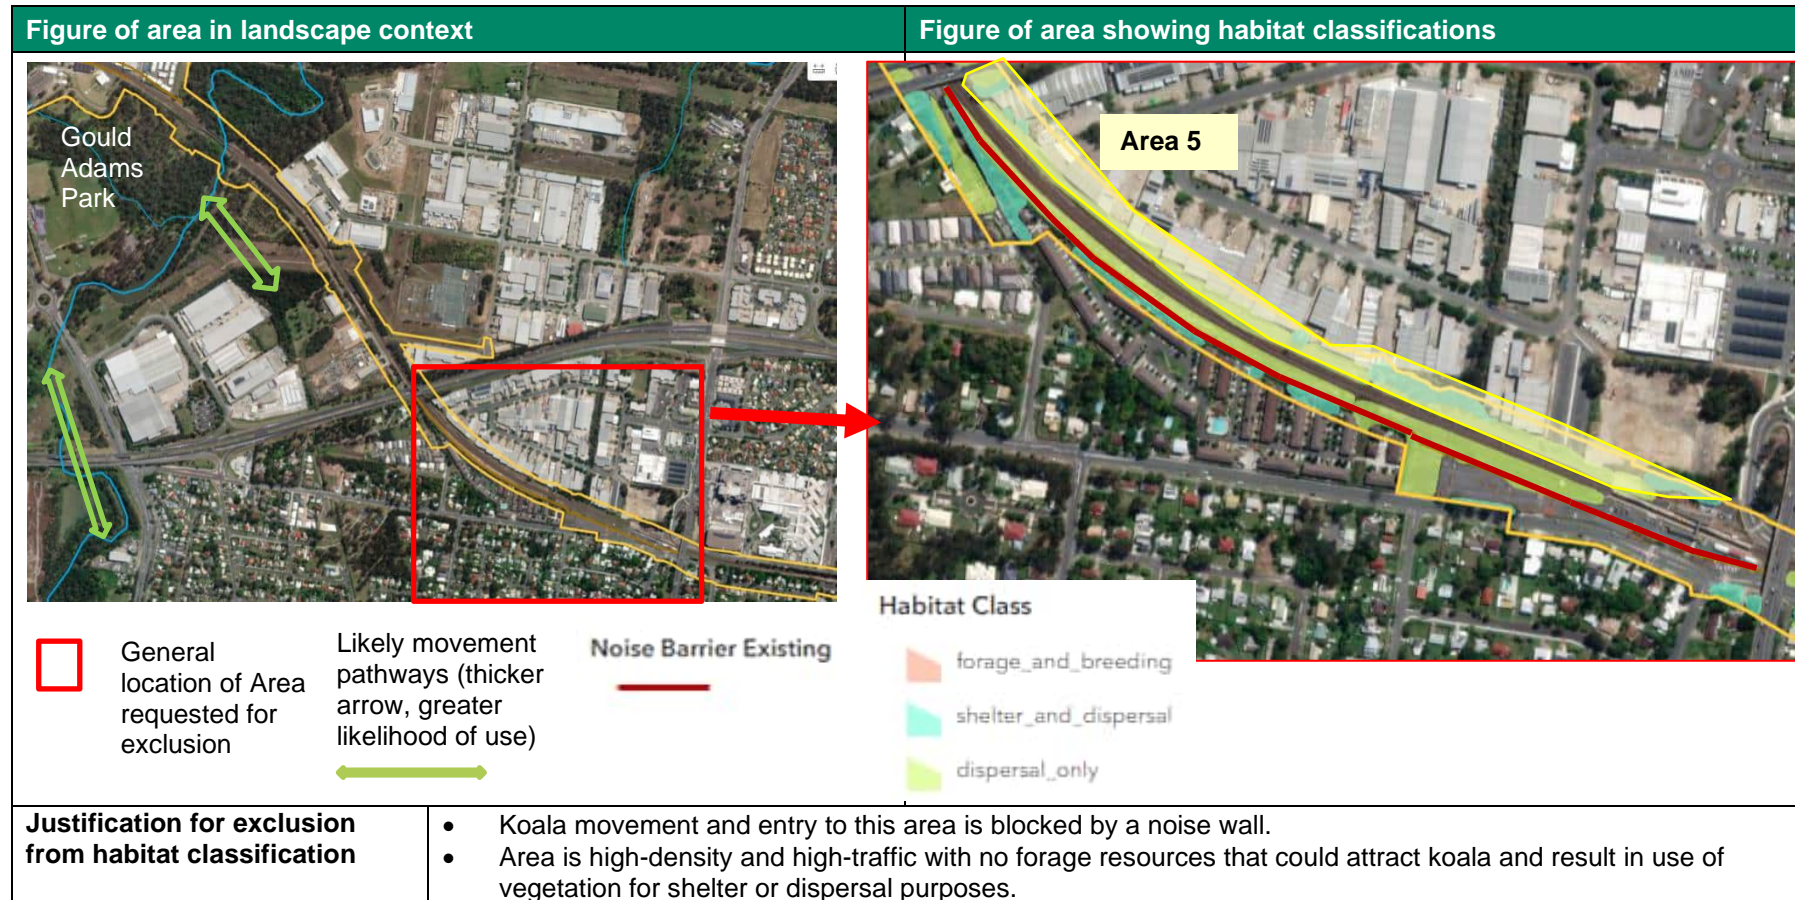 Figure of area in landscape context
Figure of area showing habitat classifications
Gould
Adams
Park
Area 5
General
location of Area
requested for
exclusion
Likely movement
pathways (thicker
arrow, greater
likelihood of use)
Noise Barrier Existing
Habitat Class
forage_and_breeding
shelter_and_dispersal
dispersal_only
Justification for exclusion
from habitat classification
• Koala movement and entry to this area is blocked by a noise wall.
• Area is high-density and high-traffic with no forage resources that could attract koala and result in use of
vegetation for shelter or dispersal purposes.